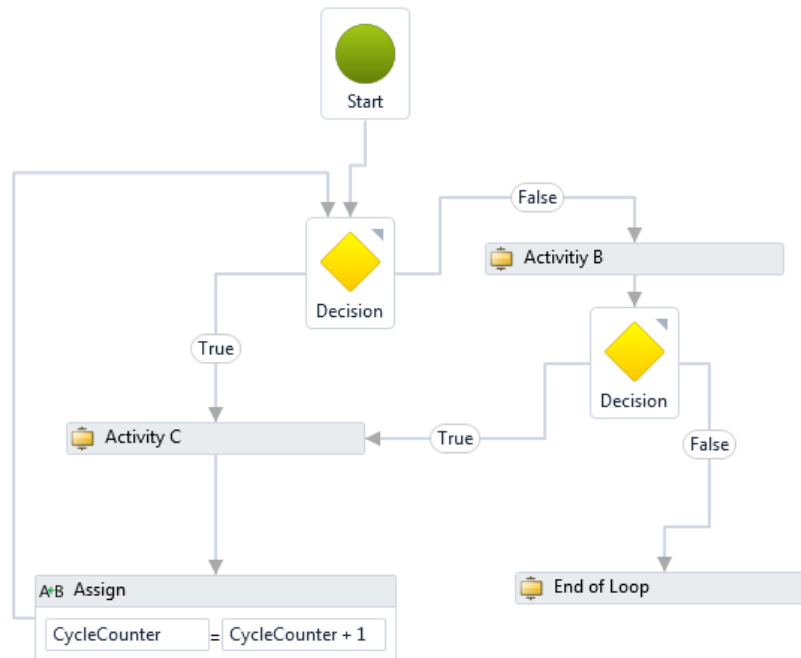 Start
False
Activitiy B
Decision
True
Decision
Activity C
True
False
A+B Assign
End of Loop
CycleCounter = CycleCounter + 1